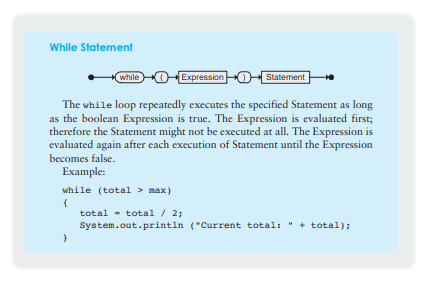 While Statement
while ( Expression ) Statement
The while loop repeatedly executes the specified Statement as long
as the boolean Expression is true. The Expression is evaluated first;
therefore the Statement might not be executed at all. The Expression is
evaluated again after each execution of Statement until the Expression
becomes false.
Example:
while (total > max)
{
total = total / 2;
System.out.println ("Current total: " + total);
}